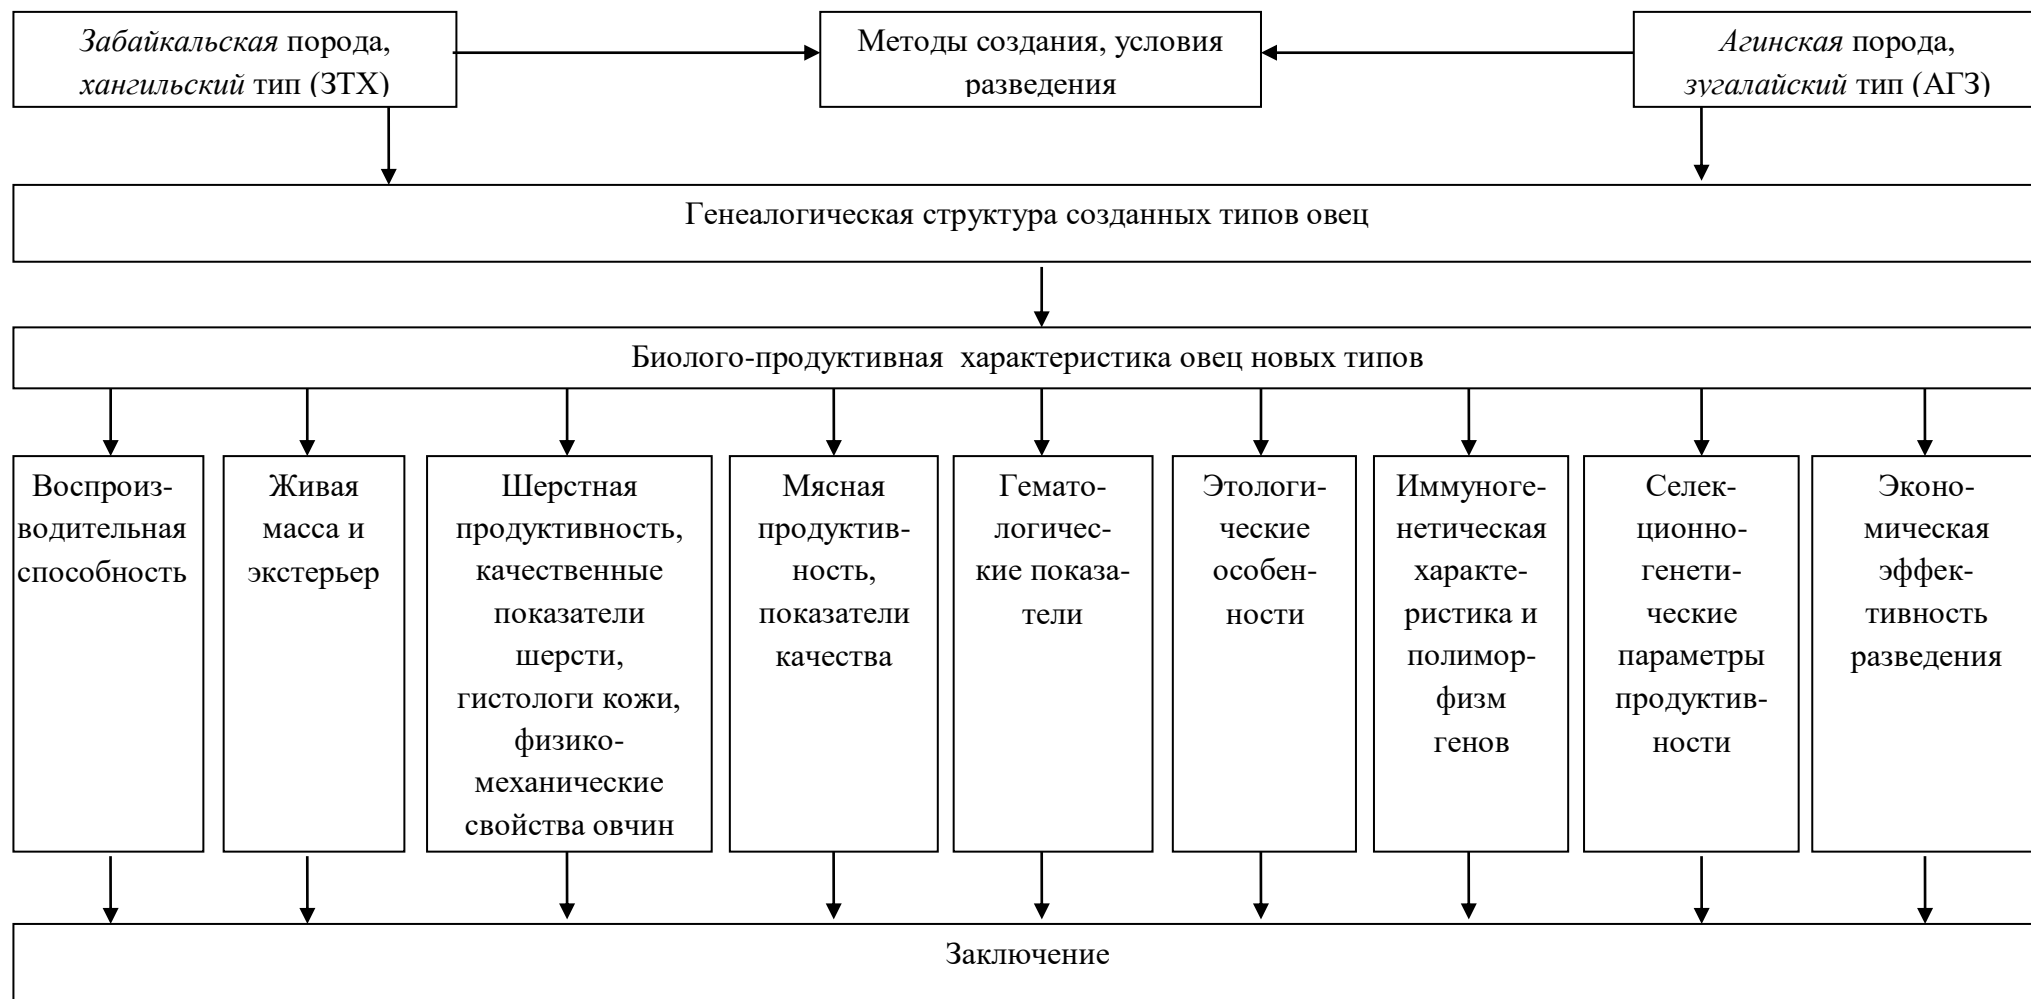 Забайкальская порода,
хангильский тип (ЗТХ)
Методы создания, условия
разведения
Агинская порода,
зугалайский тип (АГЗ)
Генеалогическая структура созданных типов овец
Биолого-продуктивная характеристика овец новых типов
Воспроиз-
водительная
способность
Живая
масса и
экстерьер
Шерстная
продуктивность,
качественные
показатели
шерсти,
гистологи кожи,
физико-
механические
свойства овчин
Мясная
продуктив-
ность,
показатели
качества
Гемато-
логичес-
кие показа-
тели
Этологи-
ческие
особен-
ности
Иммуноге-
нетическая
характе-
ристика и
полимор-
физм
генов
Селек-
ционно-
генети-
ческие
параметры
продуктив-
ности
Эконо-
мическая
эффек-
тивность
разведения
Заключение